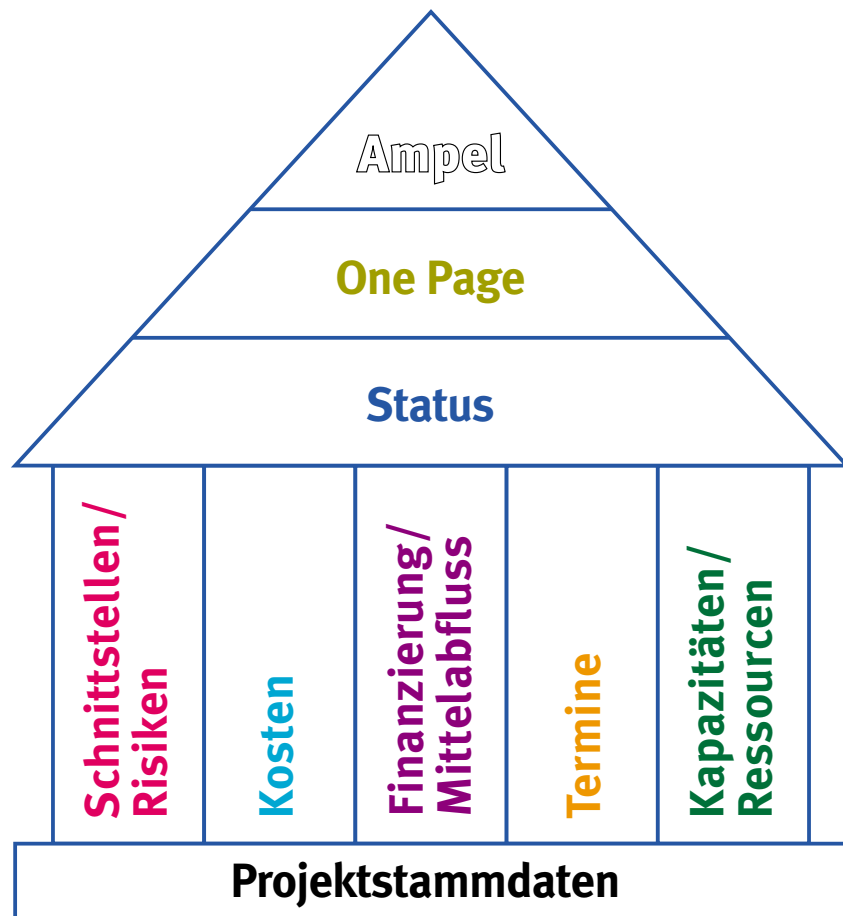 Ampel
One Page
Status
Schnittstellen/
Risiken
Kosten
Finanzierung/
Mittelabfluss
Termine
Kapazitäten/
Ressourcen
Projektstammdaten